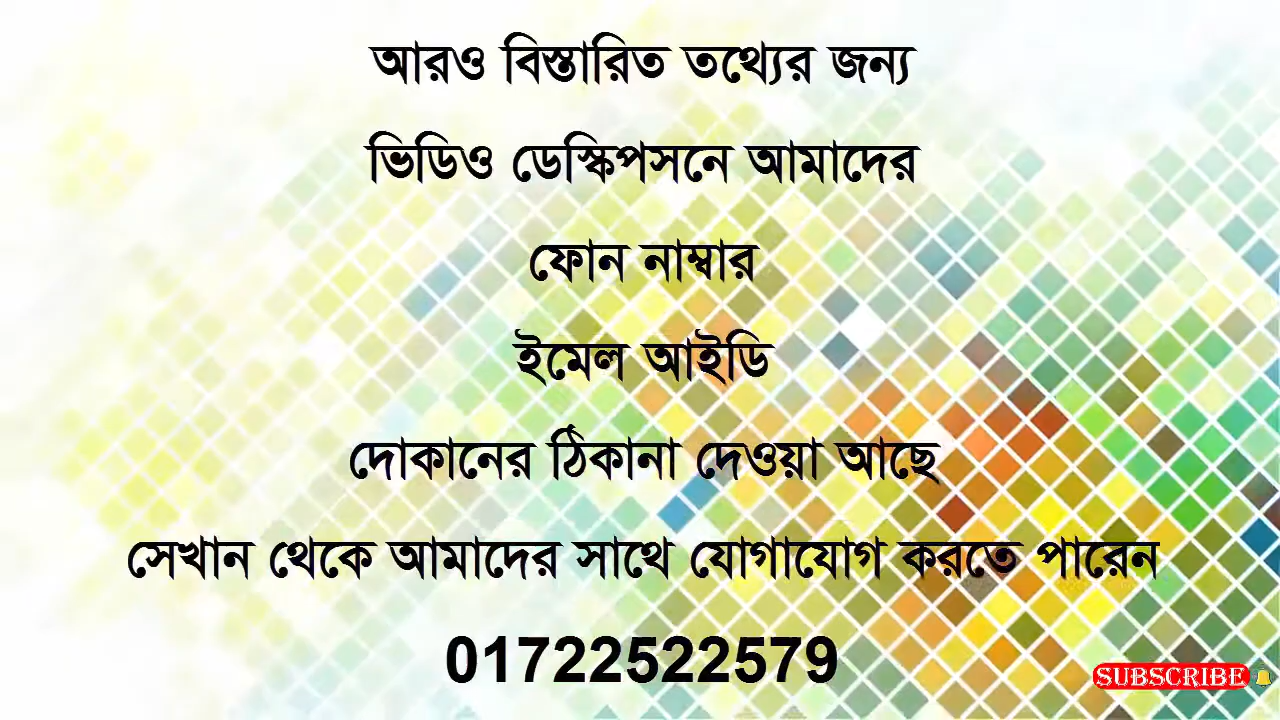 আরও বিস্তারিত তথ্যের জন্য
ভিডিও ডেস্কিপসনে আমাদের
ফোন নাম্বার
ইমেল আইডি
দোকানের ঠিকানা দেওয়া আছে
সেখান থেকে আমাদের সাথে যোগাযোগ করতে পারেন
01722522579
SUBSCRIBE